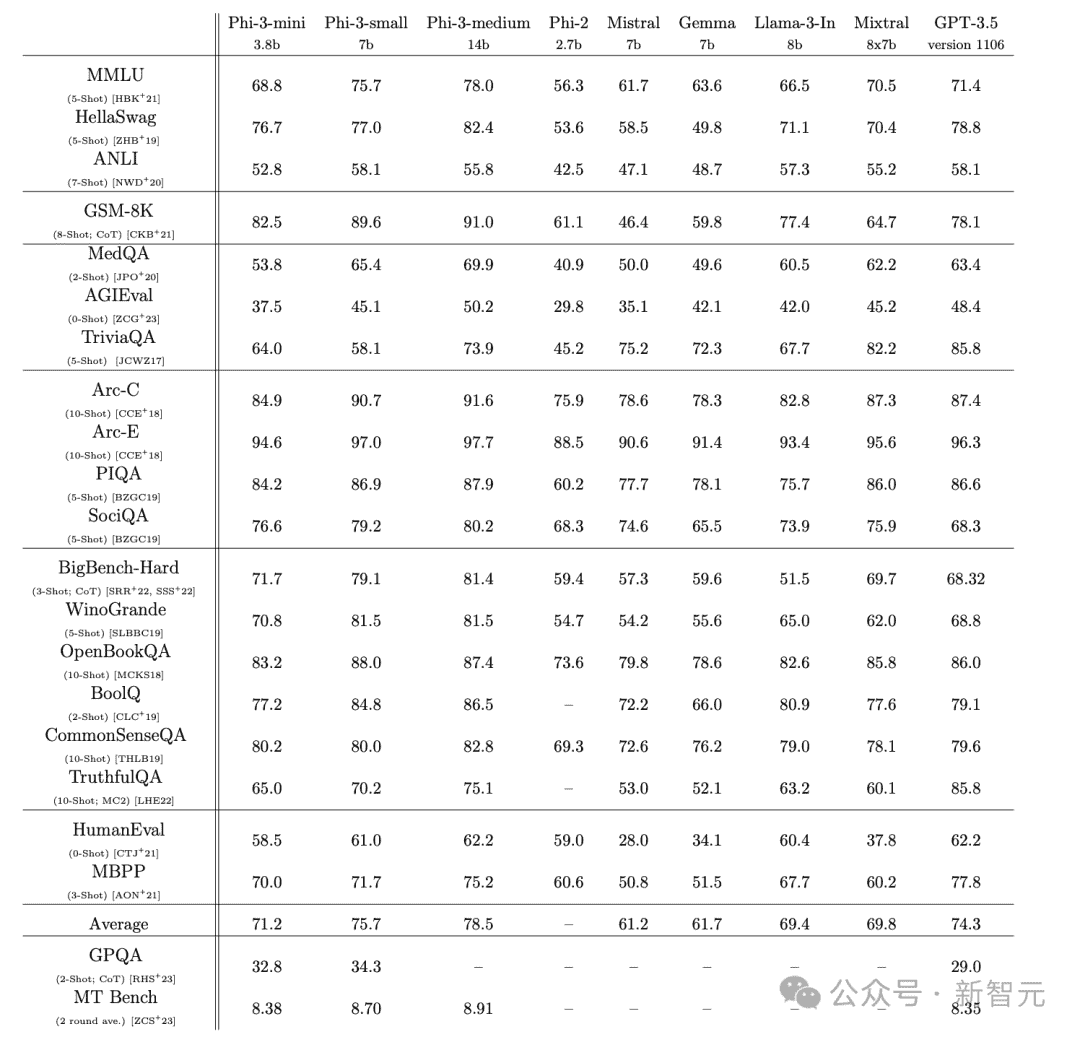 Phi-3-mini Phi-3-small Phi-3-medium Phi-2 Mistral Gemma Llama-3-In Mixtral GPT-3.5
3.8b 7b 14b 2.7b 7b 7b 8b 8x7b version 1106
MMLU
(5-Shot) [HBK+21] 68.8 75.7 78.0 56.3 61.7 63.6 66.5 70.5 71.4
HellaSwag
(5-Shot) [ZHB+19] 76.7 77.0 82.4 53.6 58.5 49.8 71.1 70.4 78.8
ANLI
(7-Shot) [NWD+20] 52.8 58.1 55.8 42.5 47.1 48.7 57.3 55.2 58.1
GSM-8K
(8-Shot; CoT) [CKB+21] 82.5 89.6 91.0 61.1 46.4 59.8 77.4 64.7 78.1
MedQA
(2-Shot) [JPO+20] 53.8 65.4 69.9 40.9 50.0 49.6 60.5 62.2 63.4
AGIEval
(0-Shot) [ZCG+23] 37.5 45.1 50.2 29.8 35.1 42.1 42.0 45.2 48.4
TriviaQA
(5-Shot) [JCWZ17] 64.0 58.1 73.9 45.2 75.2 72.3 67.7 82.2 85.8
Arc-C
(10-Shot) [CCE+18] 84.9 90.7 91.6 75.9 78.6 78.3 82.8 87.3 87.4
Arc-E
(10-Shot) [CCE+18] 94.6 97.0 97.7 88.5 90.6 91.4 93.4 95.6 96.3
PIQA
(5-Shot) [BZGC19] 84.2 86.9 87.9 60.2 77.7 78.1 75.7 86.0 86.6
SociQA
(5-Shot) [BZGC19] 76.6 79.2 80.2 68.3 74.6 65.5 73.9 75.9 68.3
BigBench-Hard
(3-Shot; CoT) [SRR+22, SSS+22] 71.7 79.1 81.4 59.4 57.3 59.6 51.5 69.7 68.32
WinoGrande
(5-Shot) [SLBBC19] 70.8 81.5 81.5 54.7 54.2 55.6 65.0 62.0 68.8
OpenBookQA
(10-Shot) [MCKS18] 83.2 88.0 87.4 73.6 79.8 78.6 82.6 85.8 86.0
BoolQ
(2-Shot) [CLC+19] 77.2 84.8 86.5 – 72.2 66.0 80.9 77.6 79.1
CommonSenseQA
(10-Shot) [THLB19] 80.2 80.0 82.8 69.3 72.6 76.2 79.0 78.1 79.6
TruthfulQA
(10-Shot; MC2) [LHE22] 65.0 70.2 75.1 – 53.0 52.1 63.2 60.1 85.8
HumanEval
(0-Shot) [CTJ+21] 58.5 61.0 62.2 59.0 28.0 34.1 60.4 37.8 62.2
MBPP
(3-Shot) [AON+21] 70.0 71.7 75.2 60.6 50.8 51.5 67.7 60.2 77.8
Average 71.2 75.7 78.5 – 61.2 61.7 69.4 69.8 74.3
GPQA
(2-Shot; CoT) [RHS+23] 32.8 34.3 – – – – – – 29.0
MT Bench
(2 round ave.) [ZCS+23] 8.38 8.70 8.91 – – – – – 8.35
公众号 · 新智元